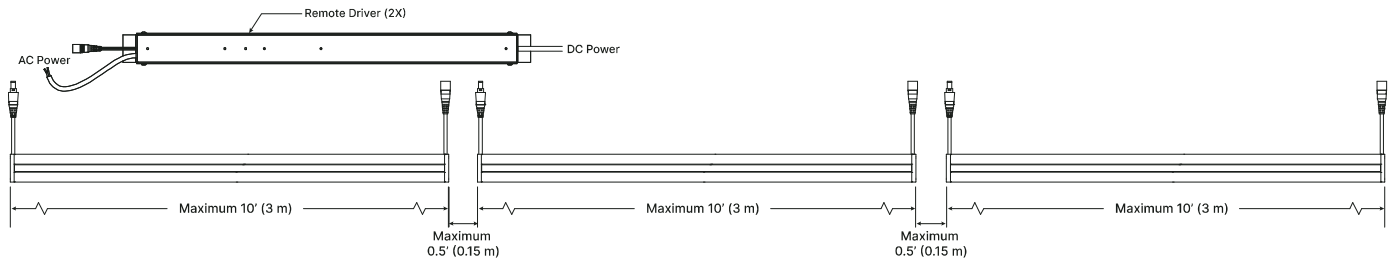 Remote Driver (2X)
DC Power
AC Power
Maximum 10’ (3 m)
Maximum 10’ (3 m)
Maximum 10’ (3 m)
Maximum
0.5’ (0.15 m)
Maximum
0.5’ (0.15 m)